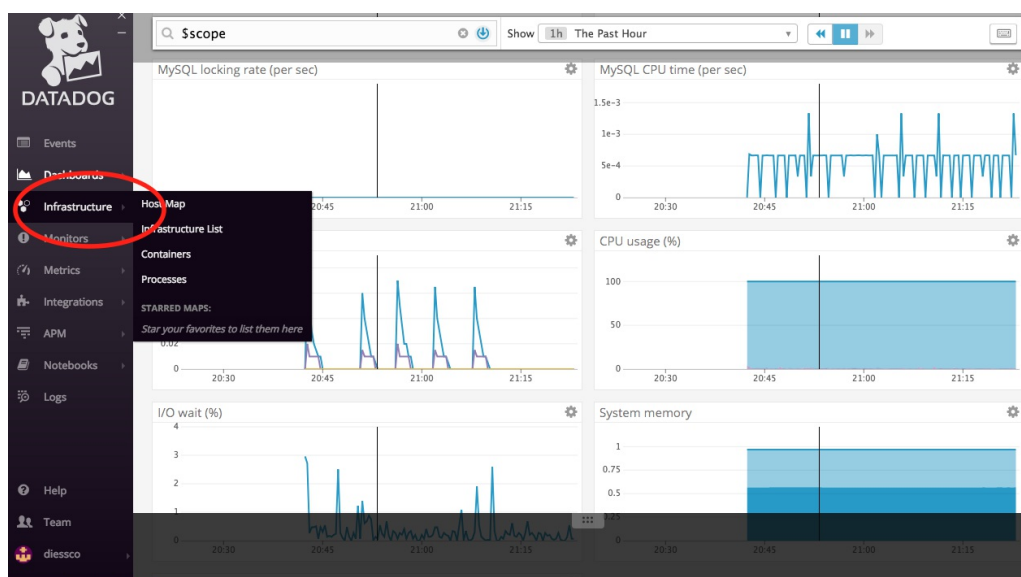 DATADOG
Events
Dashboards
Infrastructure
Monitors
Metrics
Integrations
APM
Notebooks
Logs
Help
Team
diessco
Host Map
Infrastructure List
Containers
Processes
STARRED MAPS:
Star your favorites to list them here
$scope
Show 1h The Past Hour
MySQL locking rate (per sec)
20:45 21:00 21:15
MySQL CPU time (per sec)
1.5e-3
1e-3
5e-4
0
20:30 20:45 21:00 21:15
0.02
0
20:30 20:45 21:00 21:15
CPU usage (%)
100
50
0
20:30 20:45 21:00 21:15
I/O wait (%)
4
3
2
1
0
20:30 20:45 21:00 21:15
System memory
1
0.75
0.5
0.25
0
20:30 20:45 21:00 21:15